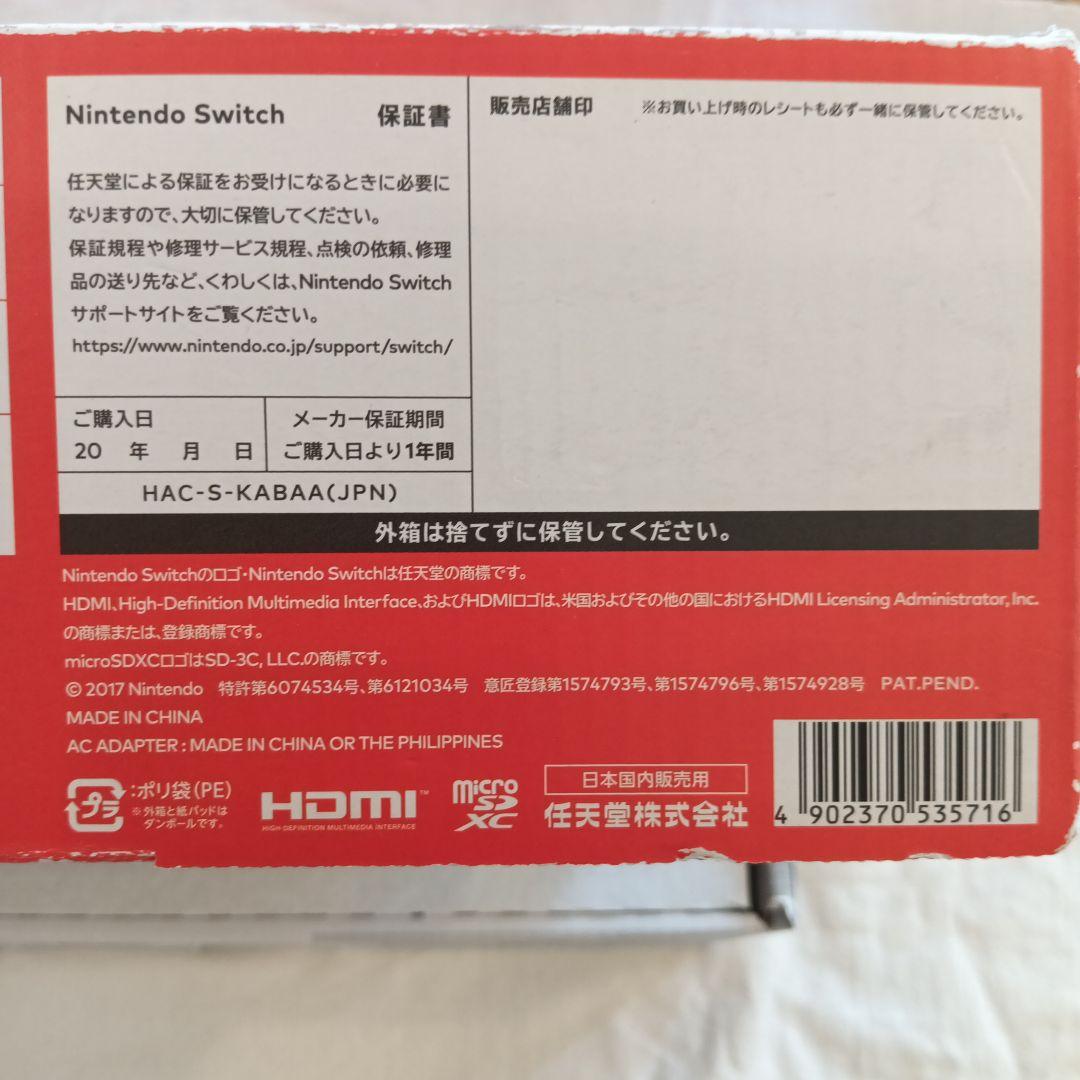 Nintendo Switch 保証書
任天堂による保証をお受けになるときに必要に
なりますので、大切に保管してください。
保証規程や修理サービス規程、点検の依頼、修理
品の送り先など、くわしくは、Nintendo Switch
サポートサイトをご覧ください。
https://www.nintendo.co.jp/support/switch/
ご購入日
20 年 月 日
メーカー保証期間
ご購入日より1年間
HAC-S-KABAA(JPN)
販売店舗印 ※お買い上げ時のレシートも必ず一緒に保管してください。
外箱は捨てずに保管してください。
Nintendo Switchのロゴ・Nintendo Switchは任天堂の商標です。
HDMI、High-Definition Multimedia Interface、およびHDMIロゴは、米国およびその他の国におけるHDMI Licensing Administrator, Inc.
の商標または、登録商標です。
microSDXCロゴはSD-3C, LLC.の商標です。
© 2017 Nintendo 特許第6074534号、第6121034号 意匠登録第1574793号、第1574796号、第1574928号 PAT.PEND.
MADE IN CHINA
AC ADAPTER : MADE IN CHINA OR THE PHILIPPINES
プラ :ポリ袋(PE)
※外箱と紙パッドは
ダンボールです。
HDMI™
HIGH-DEFINITION MULTIMEDIA INTERFACE
micro
SD
XC
日本国内販売用
任天堂株式会社
4 902370 535716